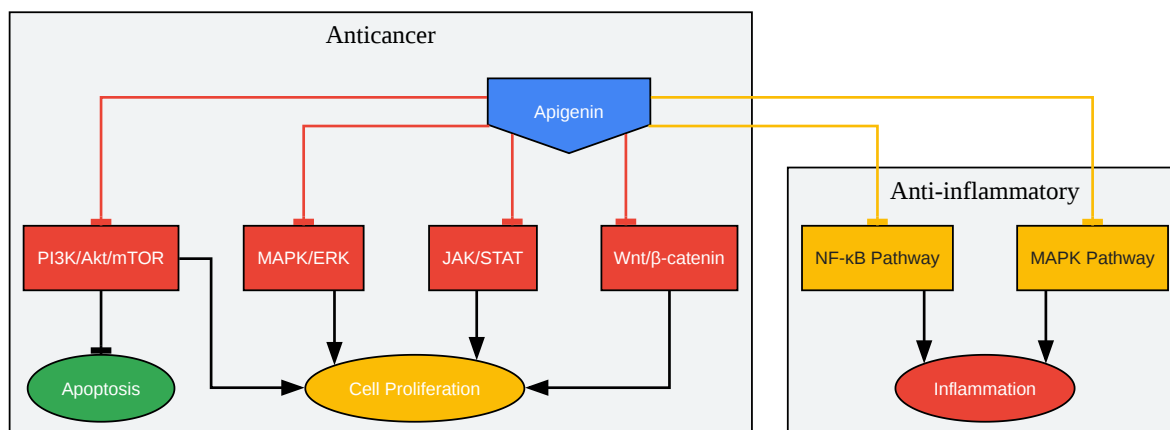 Anticancer
Apigenin
Anti-inflammatory
PI3K/Akt/mTOR
MAPK/ERK
JAK/STAT
Wnt/β-catenin
NF-κB Pathway
MAPK Pathway
Apoptosis
Cell Proliferation
Inflammation